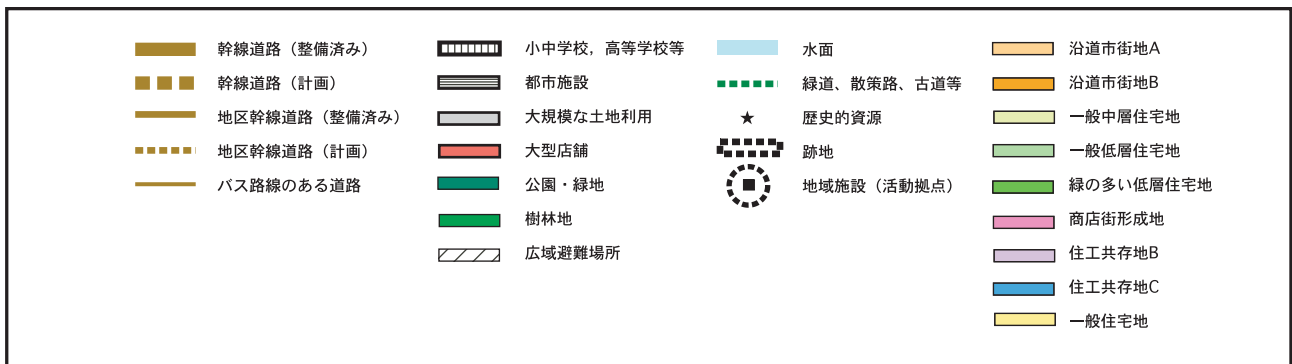 幹線道路（整備済み）
幹線道路（計画）
地区幹線道路（整備済み）
地区幹線道路（計画）
バス路線のある道路
小中学校，高等学校等
都市施設
大規模な土地利用
大型店舗
公園・緑地
樹林地
広域避難場所
水面
緑道、散策路、古道等
歴史的資源
跡地
地域施設（活動拠点）
沿道市街地A
沿道市街地B
一般中層住宅地
一般低層住宅地
緑の多い低層住宅地
商店街形成地
住工共存地B
住工共存地C
一般住宅地